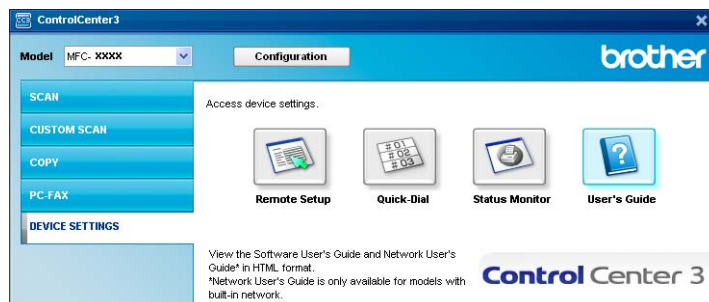 ControlCenter3
Model MFC- XXXX Configuration brother
SCAN
CUSTOM SCAN
COPY
PC-FAX
DEVICE SETTINGS
Access device settings.
#01
#02
#03
Remote Setup Quick-Dial Status Monitor User's Guide
View the Software User's Guide and Network User's
Guide* in HTML format.
*Network User's Guide is only available for models with
built-in network.
Control Center 3